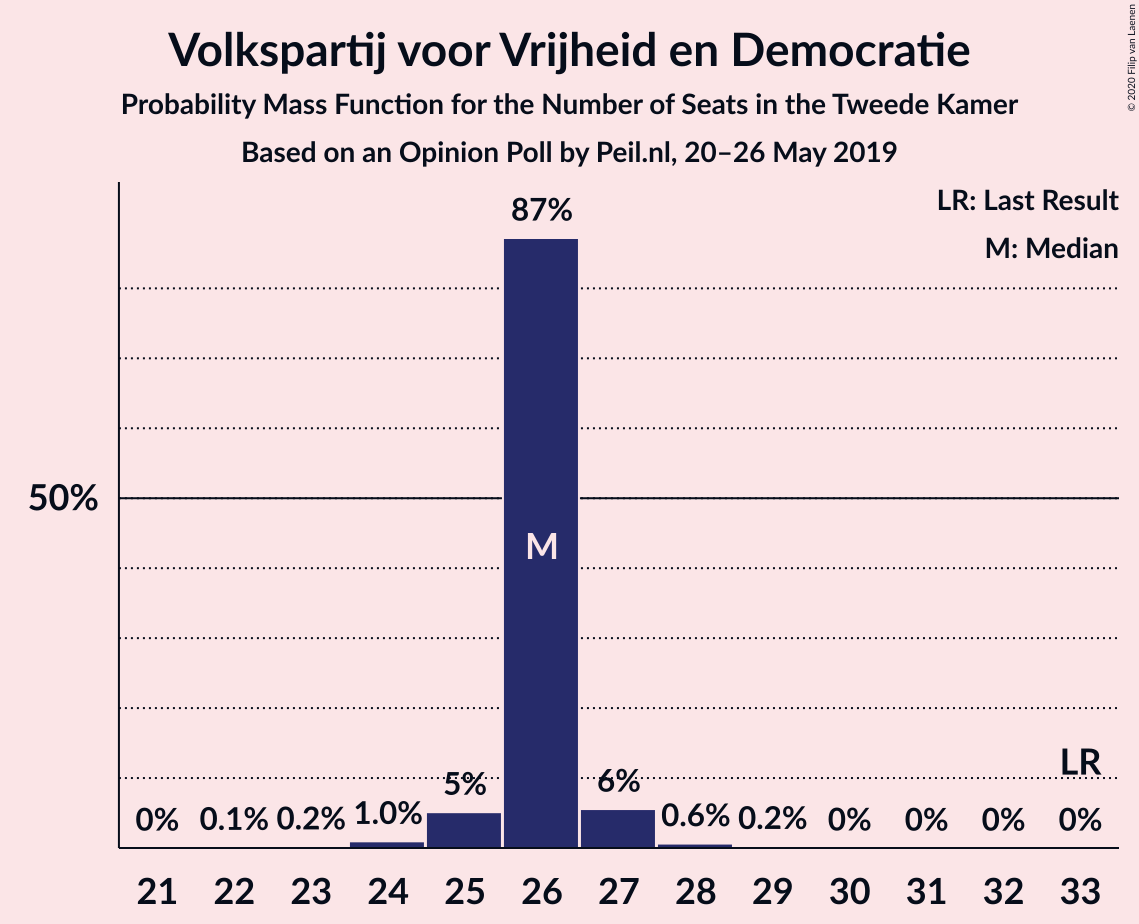 Volkspartij voor Vrijheid en Democratie
Probability Mass Function for the Number of Seats in the Tweede Kamer
Based on an Opinion Poll by Peil.nl, 20–26 May 2019
© 2020 Filip van Laenen
LR: Last Result
M: Median
87%
50%
M
LR
0% 0.1% 0.2% 1.0% 5% 6% 0.6% 0.2% 0% 0% 0% 0%
21 22 23 24 25 26 27 28 29 30 31 32 33